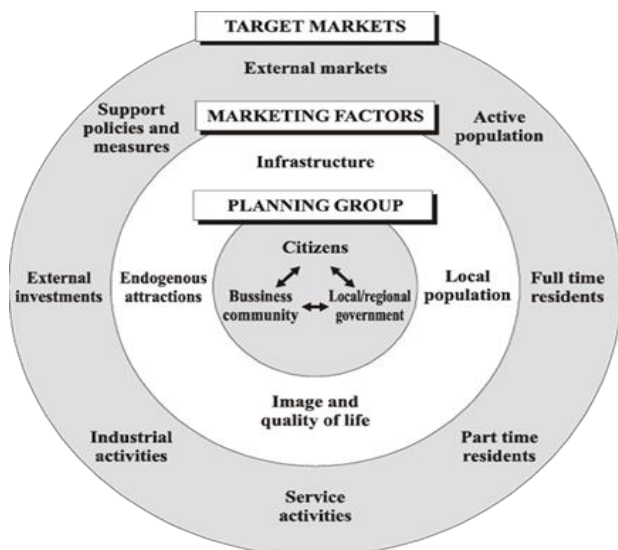 TARGET MARKETS
External markets
Support
policies and
measures
MARKETING FACTORS
Active
population
Infrastructure
PLANNING GROUP
Citizens
External
investments
Endogenous
attractions
Bussiness
community
Local/regional
government
Local
population
Full time
residents
Image and
quality of life
Industrial
activities
Part time
residents
Service
activities